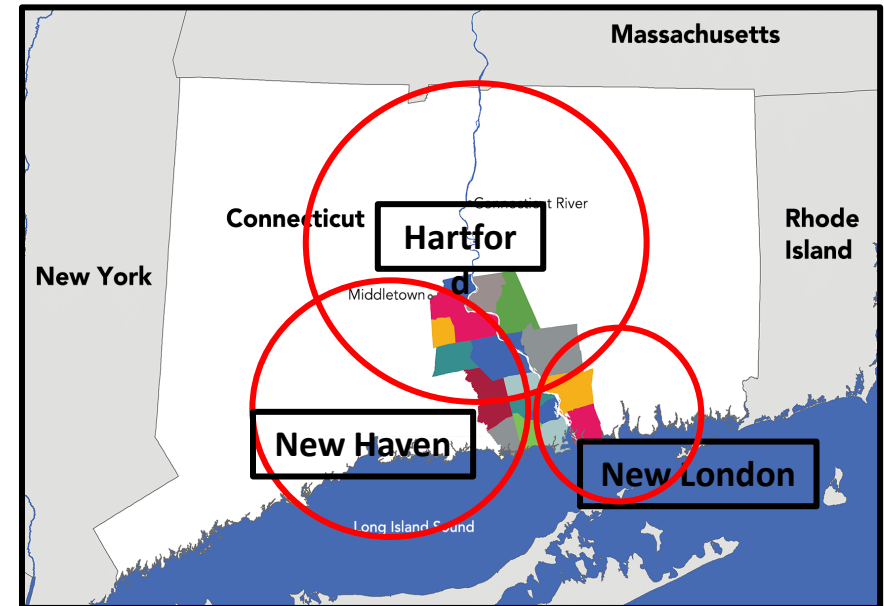 Massachusetts
Connecticut River
Connecticut
Rhode
Island
Hartfor
d
New York
Middletown
New Haven
New London
Long Island Sound